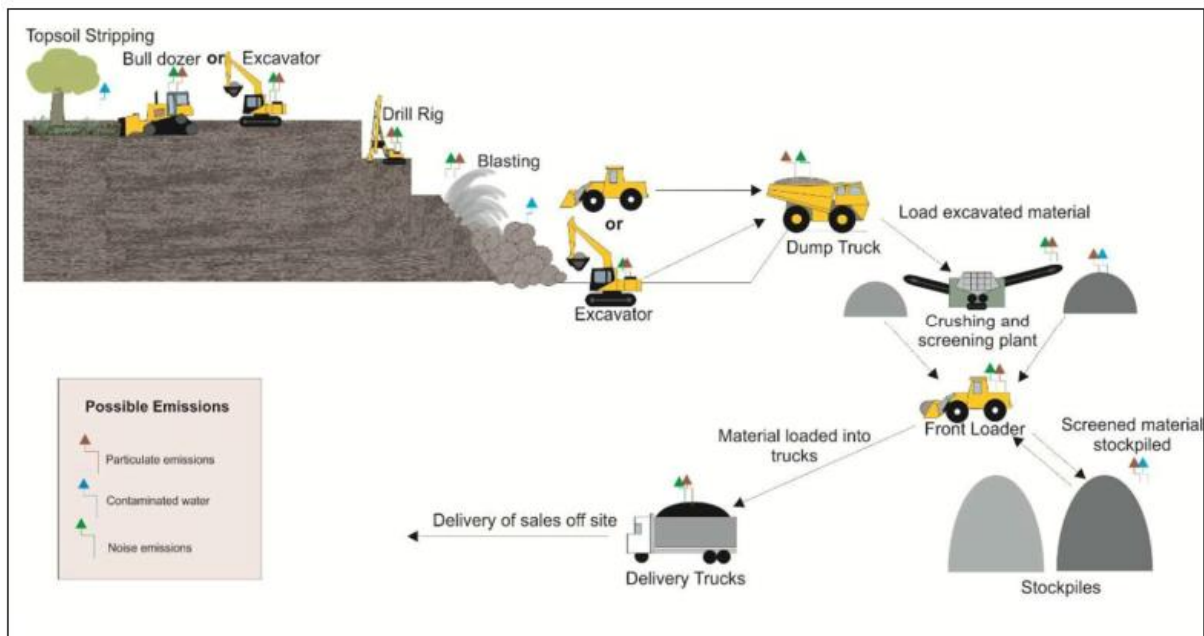 Topsoil Stripping
Bull dozer or Excavator
Drill Rig
Blasting
or
Excavator
Dump Truck
Load excavated material
Crushing and
screening plant
Front Loader
Screened material
stockpiled
Stockpiles
Material loaded into
trucks
Delivery Trucks
Delivery of sales off site
Possible Emissions
Particulate emissions
Contaminated water
Noise emissions